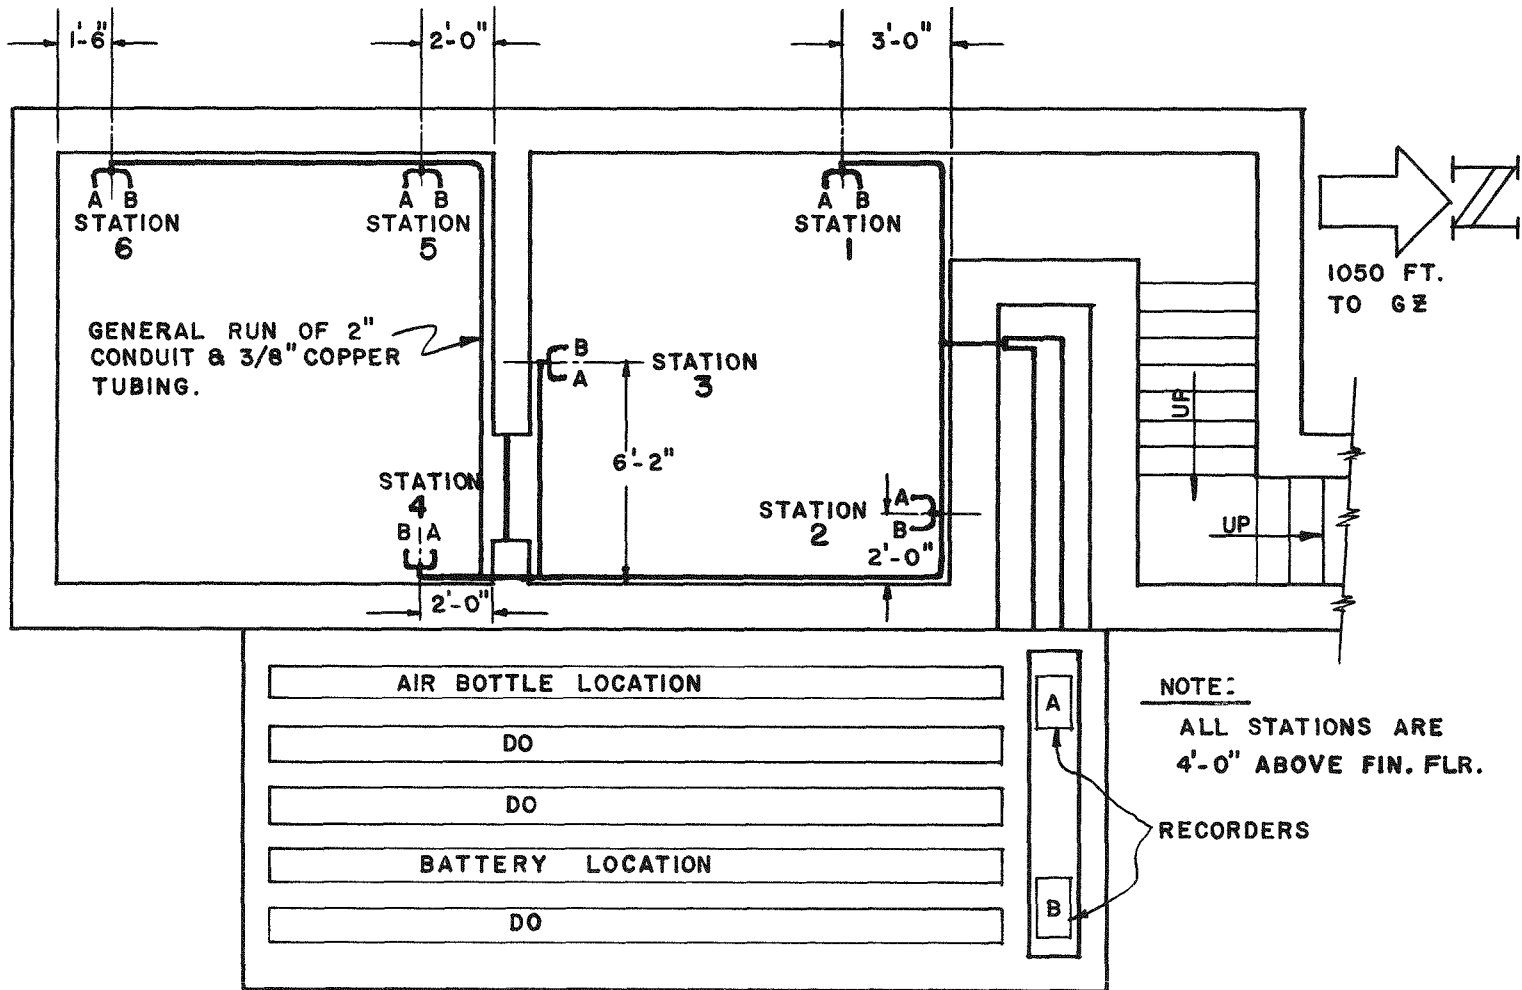 1'-6"
2'-0"
3'-0"
A B
STATION
6
A B
STATION
5
A B
STATION
1
1050 FT.
TO GZ
GENERAL RUN OF 2"
CONDUIT & 3/8" COPPER
TUBING.
B
A
STATION
3
UP
6'-2"
STATION
4
B A
STATION
2
A
B
2'-0"
UP
2'-0"
AIR BOTTLE LOCATION
DO
DO
BATTERY LOCATION
DO
A
B
RECORDERS
NOTE:
ALL STATIONS ARE
4'-0" ABOVE FIN. FLR.